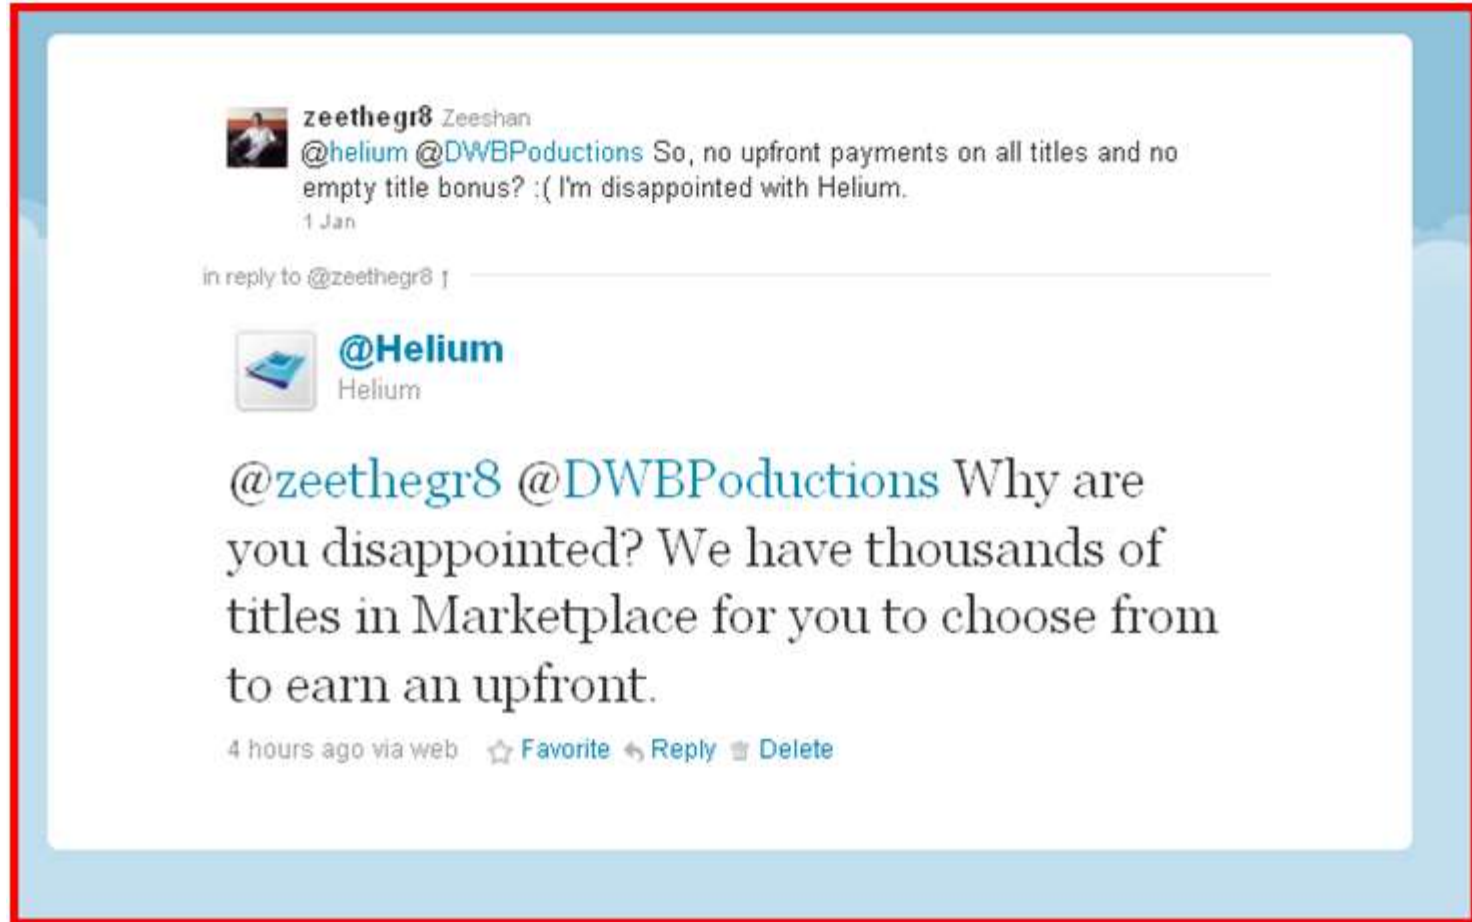 zeethegr8 Zeeshan
@helium @DWBPoductions So, no upfront payments on all titles and no
empty title bonus? :( I'm disappointed with Helium.
1 Jan
in reply to @zeethegr8 ↑
@Helium
Helium
@zeethegr8 @DWBPoductions Why are
you disappointed? We have thousands of
titles in Marketplace for you to choose from
to earn an upfront.
4 hours ago via web Favorite Reply Delete